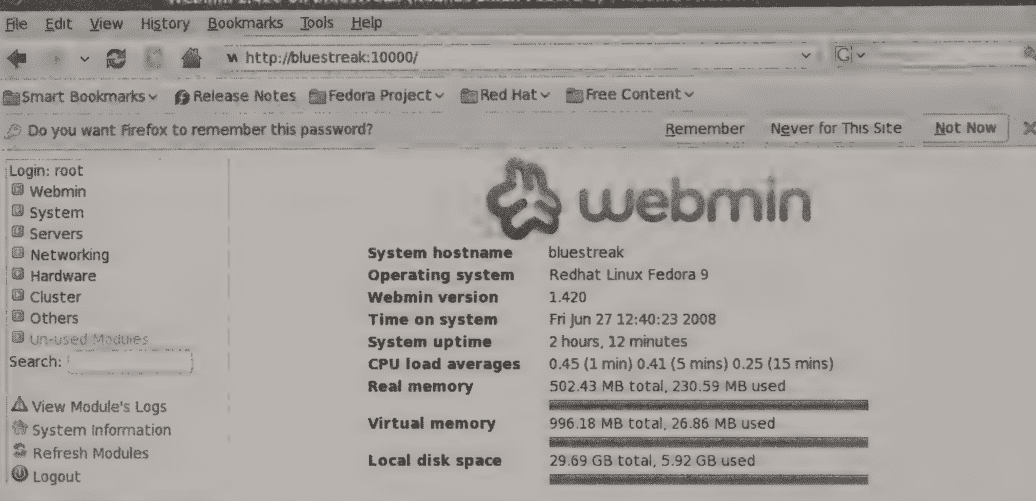 File Edit View History Bookmarks Tools Help
http://bluestreak:10000/
G
Smart Bookmarks Release Notes Fedora Project Red Hat Free Content
Do you want Firefox to remember this password? Remember Never for This Site Not Now
Login: root
Webmin
System
Servers
Networking
Hardware
Cluster
Others
Un-used Modules
Search:
View Module's Logs
System Information
Refresh Modules
Logout
webmin
System hostname bluestreak
Operating system Redhat Linux Fedora 9
Webmin version 1.420
Time on system Fri Jun 27 12:40:23 2008
System uptime 2 hours, 12 minutes
CPU load averages 0.45 (1 min) 0.41 (5 mins) 0.25 (15 mins)
Real memory 502.43 MB total, 230.59 MB used
Virtual memory 996.18 MB total, 26.86 MB used
Local disk space 29.69 GB total, 5.92 GB used